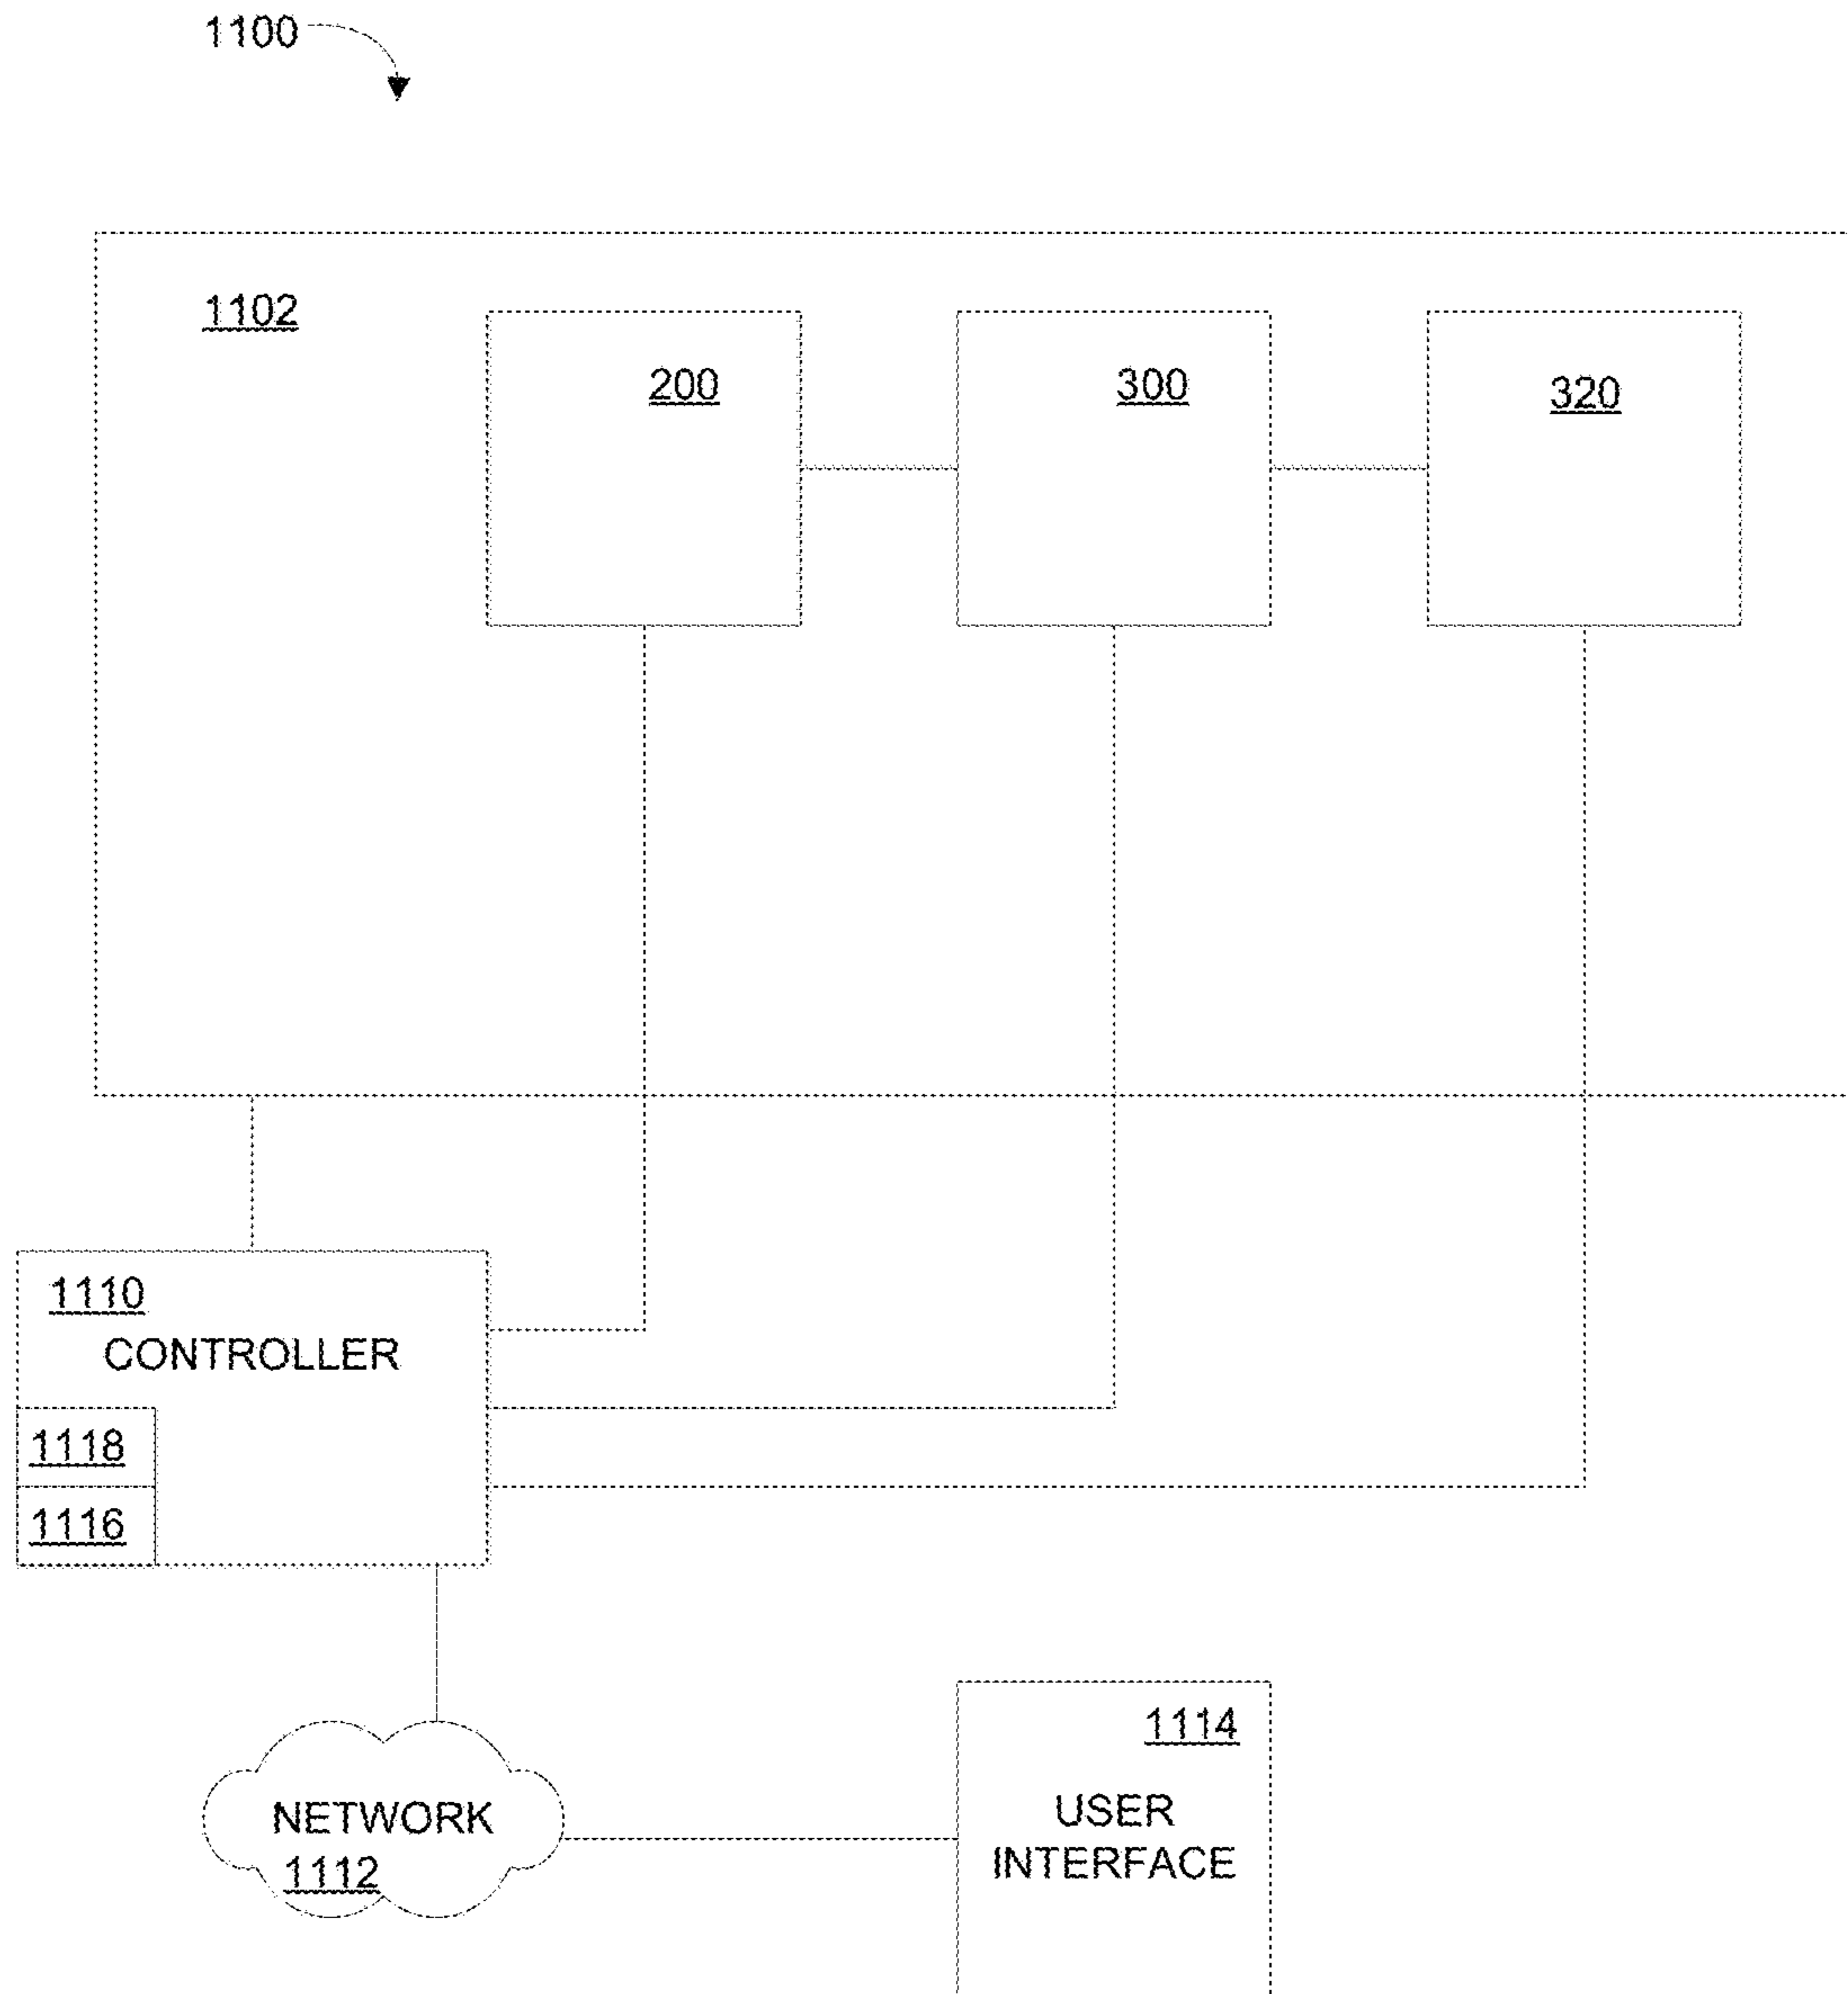 1100
1102
200
300
320
1110
CONTROLLER
1118
1116
NETWORK
1112
1114
USER
INTERFACE